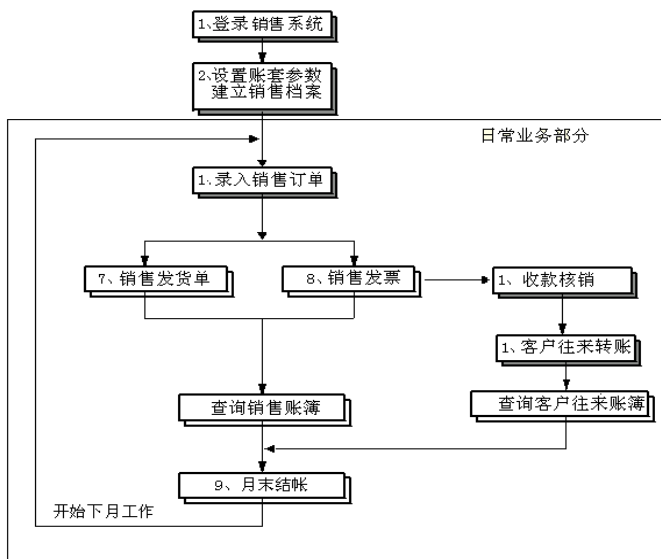 1、登录销售系统
2、设置账套参数
建立销售档案
日常业务部分
1、录入销售订单
7、销售发货单
8、销售发票
1、收款核销
1、客户往来转账
查询销售账簿
查询客户往来账簿
9、月末结帐
开始下月工作